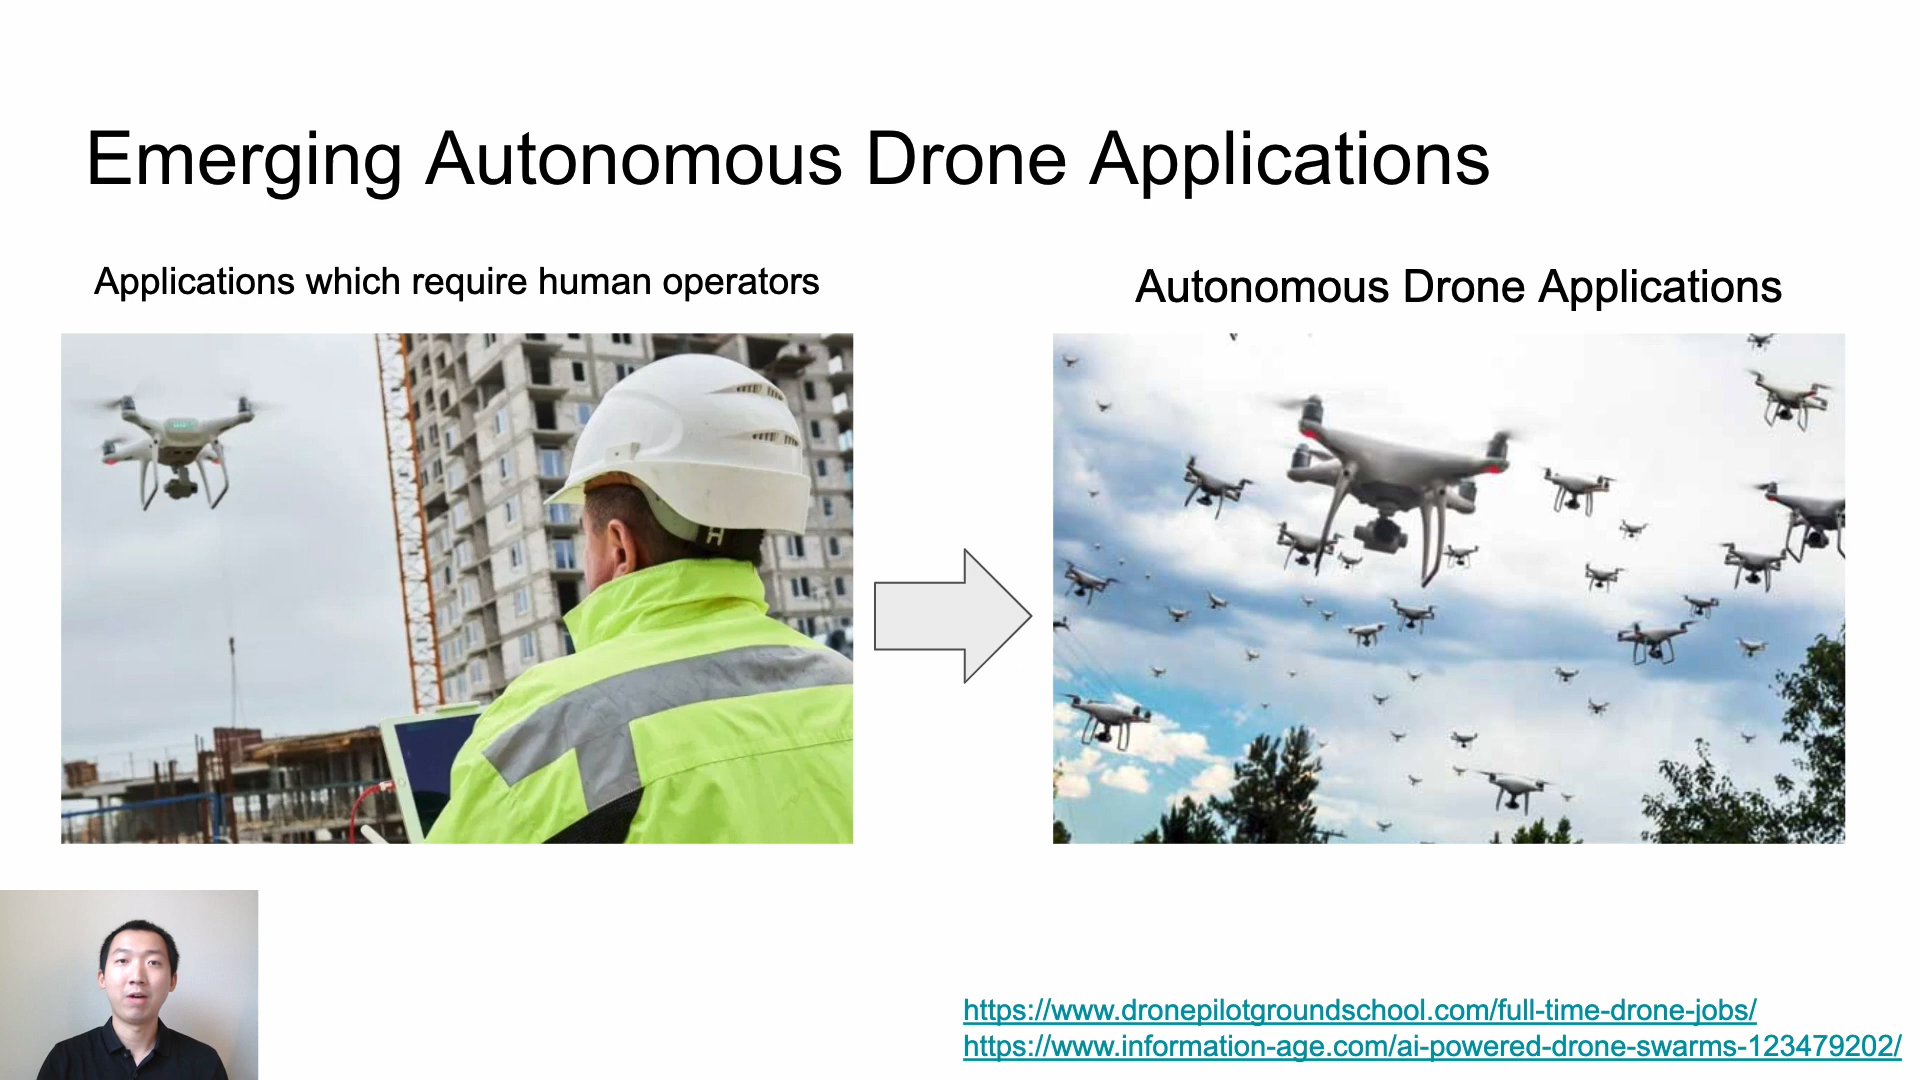 Emerging Autonomous Drone Applications
Applications which require human operators
Autonomous Drone Applications
https://www.dronepilotgroundschool.com/full-time-drone-jobs/
https://www.information-age.com/ai-powered-drone-swarms-123479202/